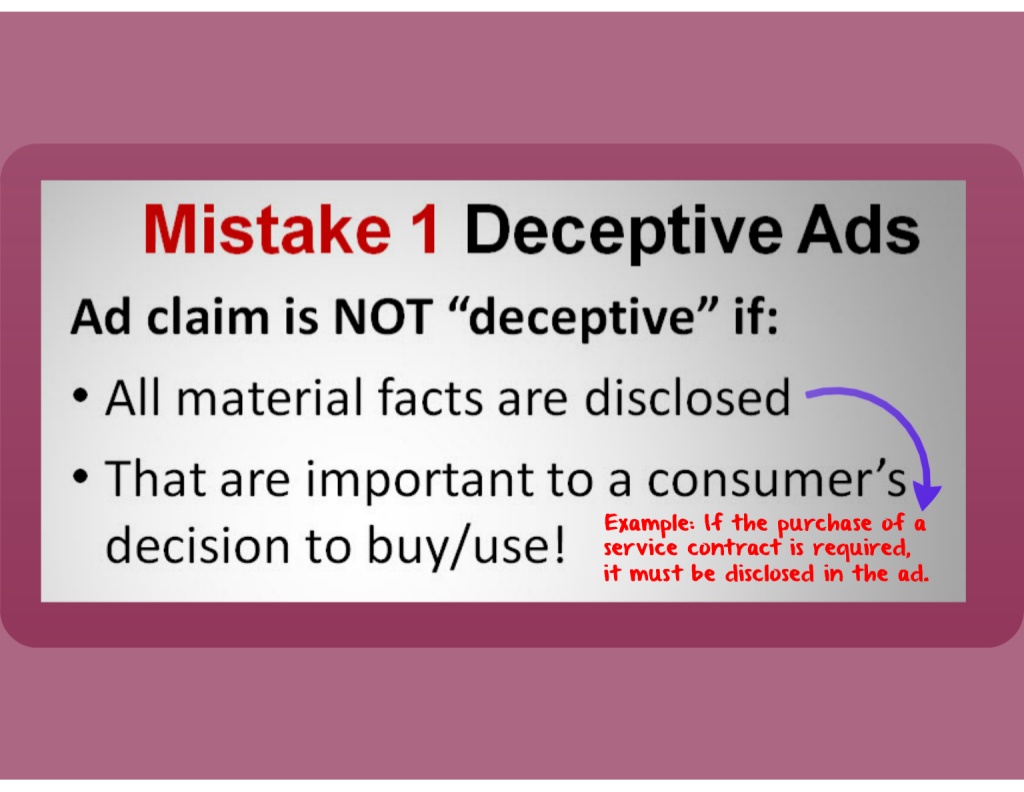 Mistake 1 Deceptive Ads
Ad claim is NOT “deceptive” if:
• All material facts are disclosed
• That are important to a consumer’s
decision to buy/use!
Example: If the purchase of a
service contract is required,
it must be disclosed in the ad.